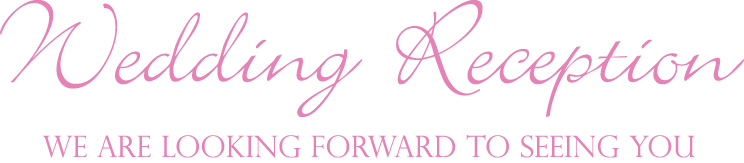 Wedding Reception
WE ARE LOOKING FORWARD TO SEEING YOU